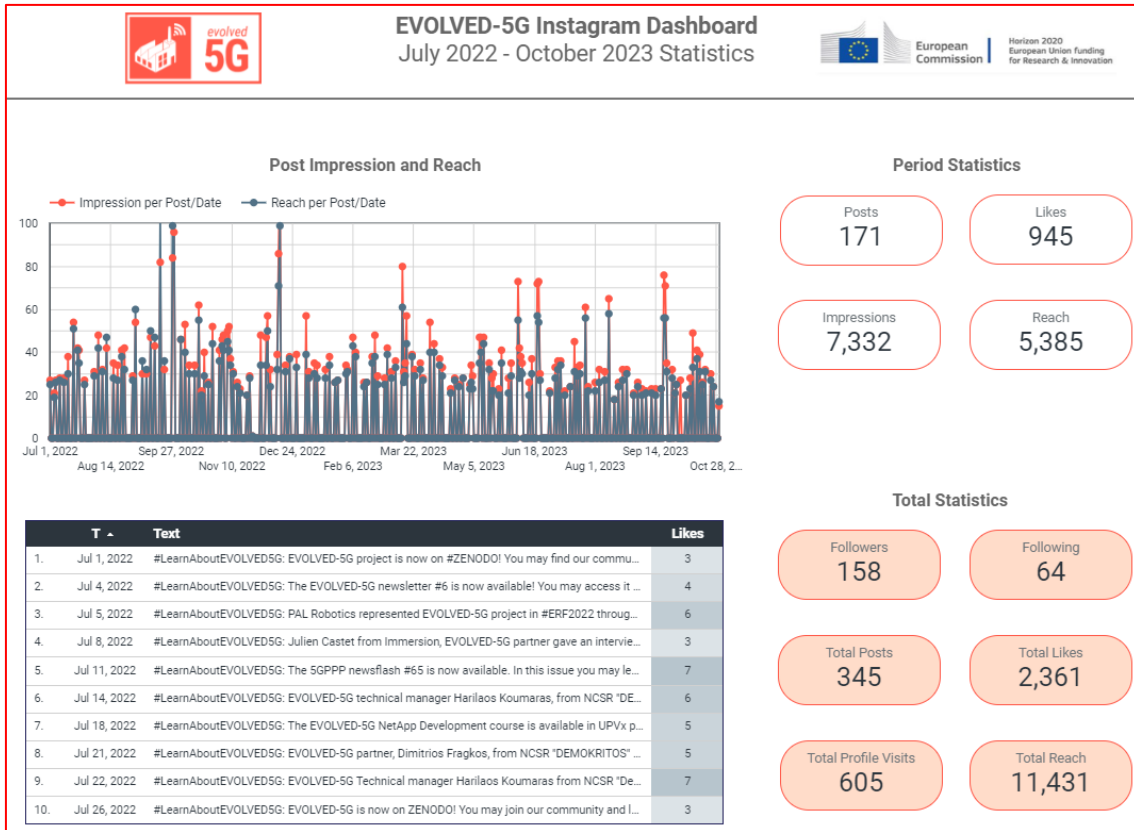 evolved
5G
EVOLVED-5G Instagram Dashboard
July 2022 - October 2023 Statistics
European
Commission
Horizon 2020
European Union funding
for Research & Innovation
Post Impression and Reach
Impression per Post/Date
Reach per Post/Date
100
80
60
40
20
0
Jul 1, 2022
Aug 14, 2022
Sep 27, 2022
Nov 10, 2022
Dec 24, 2022
Feb 6, 2023
Mar 22, 2023
May 5, 2023
Jun 18, 2023
Aug 1, 2023
Sep 14, 2023
Oct 28, 2...
Period Statistics
Posts
171
Likes
945
Impressions
7,332
Reach
5,385
T Text Likes
1. Jul 1, 2022 #LearnAboutEVOLVED5G: EVOLVED-5G project is now on #ZENODO! You may find our commu... 3
2. Jul 4, 2022 #LearnAboutEVOLVED5G: The EVOLVED-5G newsletter #6 is now available! You may access it ... 4
3. Jul 5, 2022 #LearnAboutEVOLVED5G: PAL Robotics represented EVOLVED-5G project in #ERF2022 throug... 6
4. Jul 8, 2022 #LearnAboutEVOLVED5G: Julien Castet from Immersion, EVOLVED-5G partner gave an intervie... 3
5. Jul 11, 2022 #LearnAboutEVOLVED5G: The 5GPPP newsflash #65 is now available. In this issue you may le... 7
6. Jul 14, 2022 #LearnAboutEVOLVED5G: EVOLVED-5G technical manager Harilaos Koumaras, from NCSR "DE... 6
7. Jul 18, 2022 #LearnAboutEVOLVED5G: The EVOLVED-5G NetApp Development course is available in UPVx p... 5
8. Jul 21, 2022 #LearnAboutEVOLVED5G: EVOLVED-5G partner, Dimitrios Fragkos, from NCSR "DEMOKRITOS" ... 5
9. Jul 22, 2022 #LearnAboutEVOLVED5G: EVOLVED-5G Technical manager Harilaos Koumaras from NCSR "De... 7
10. Jul 26, 2022 #LearnAboutEVOLVED5G: EVOLVED-5G is now on ZENODO! You may join our community and l... 3
Total Statistics
Followers
158
Following
64
Total Posts
345
Total Likes
2,361
Total Profile Visits
605
Total Reach
11,431